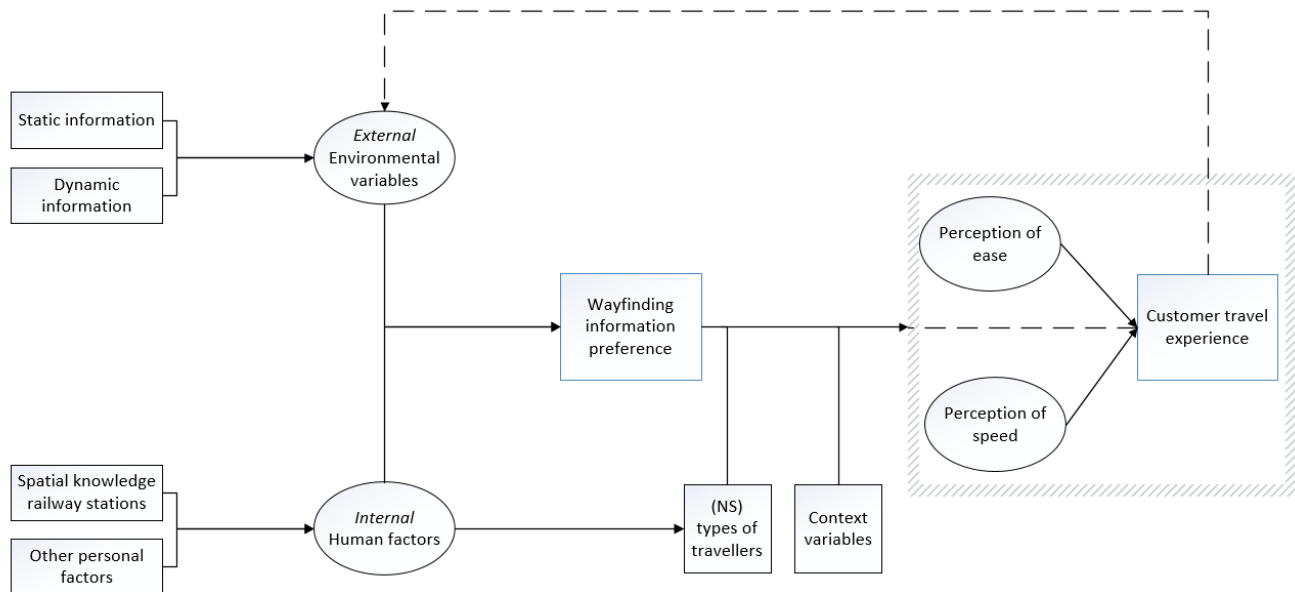 Static information
Dynamic
information
External
Environmental
variables
Wayfinding
information
preference
Perception of
ease
Customer travel
experience
Perception of
speed
Spatial knowledge
railway stations
Other personal
factors
Internal
Human factors
(NS)
types of
travellers
Context
variables